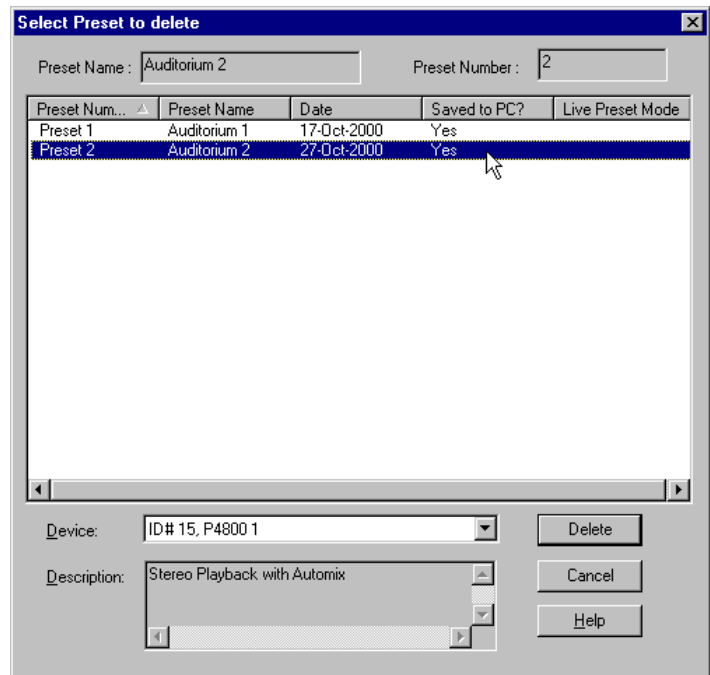 Select Preset to delete
Preset Name : Auditorium 2 Preset Number : 2
Preset Num... Preset Name Date Saved to PC? Live Preset Mode
Preset 1 Auditorium 1 17-Oct-2000 Yes
Preset 2 Auditorium 2 27-Oct-2000 Yes
Device: ID# 15, P4800 1 Delete
Description: Stereo Playback with Automix Cancel
Help